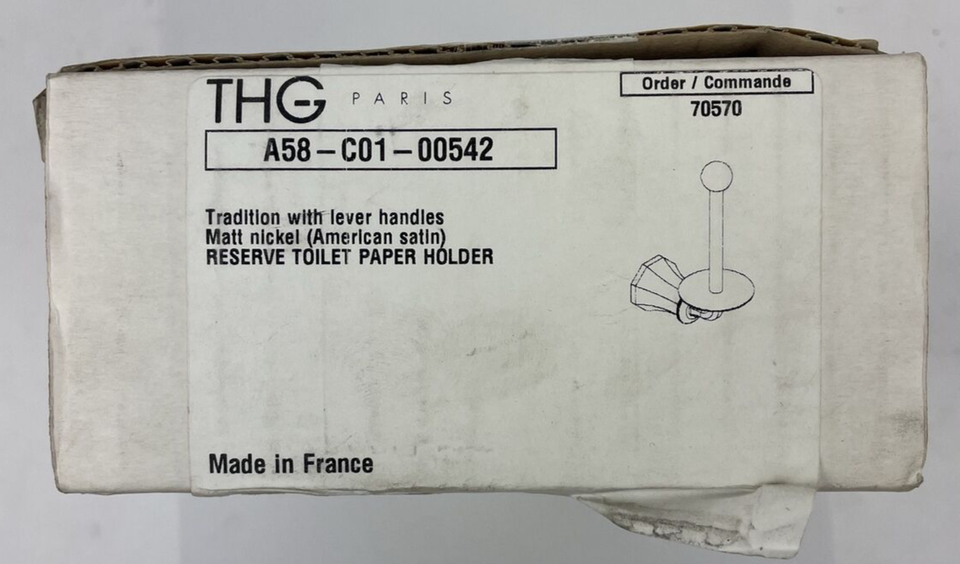 THG PARIS
Order / Commande
70570
A58-C01-00542
Tradition with lever handles
Matt nickel (American satin)
RESERVE TOILET PAPER HOLDER
Made in France